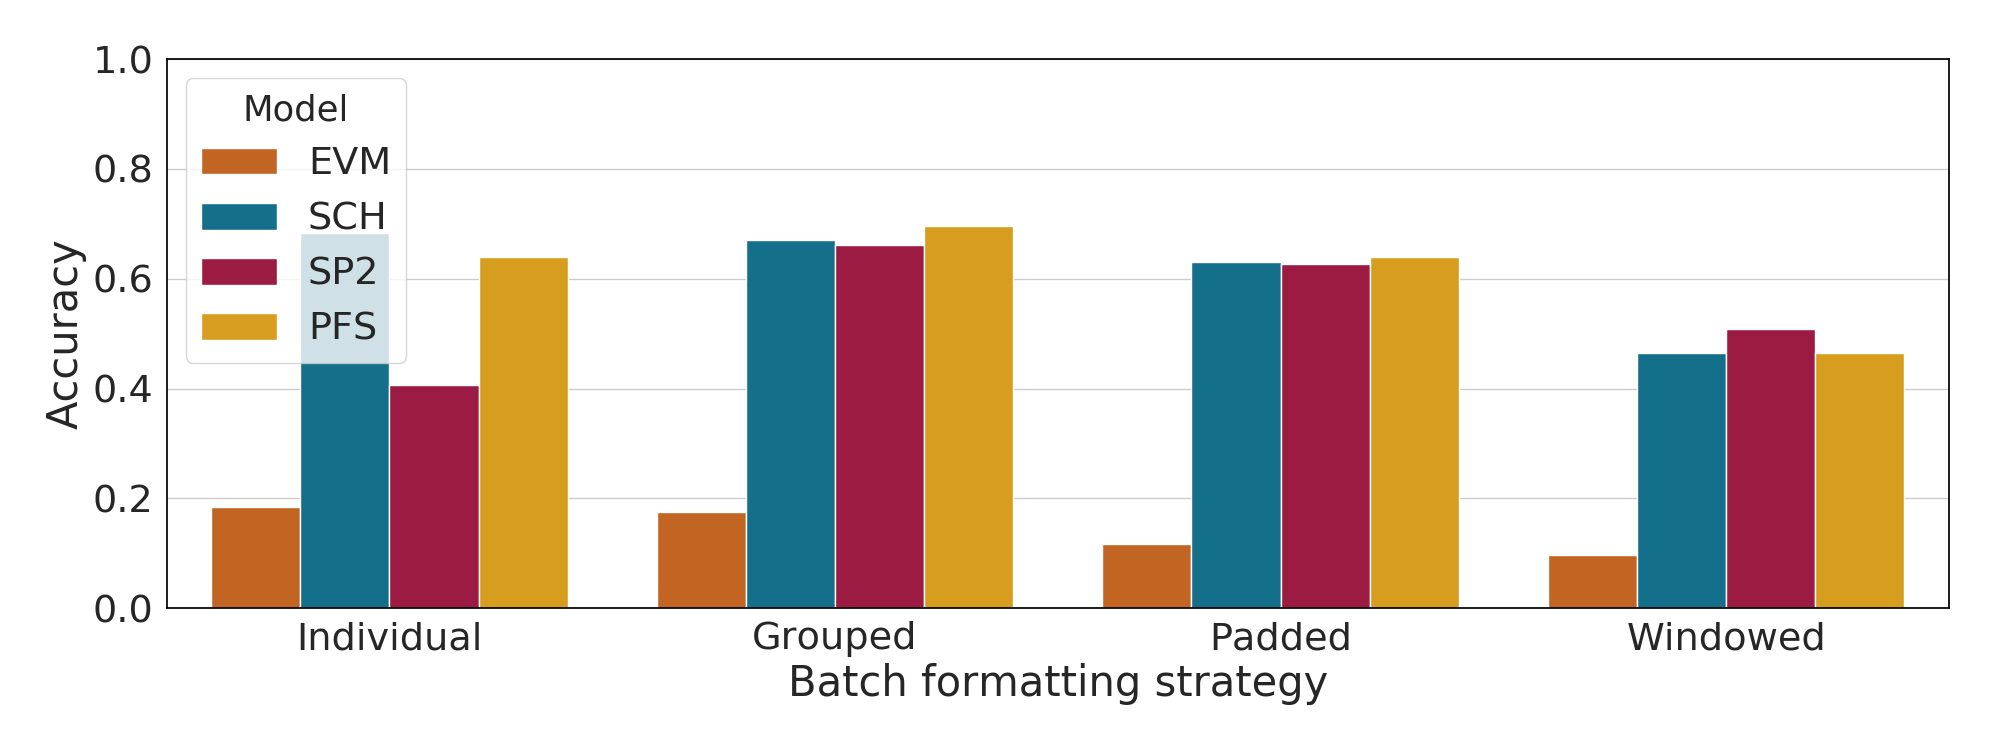 1.0
0.8
0.6
0.4
0.2
0.0
Accuracy
Model
EVM
SCH
SP2
PFS
Individual
Grouped
Padded
Windowed
Batch formatting strategy